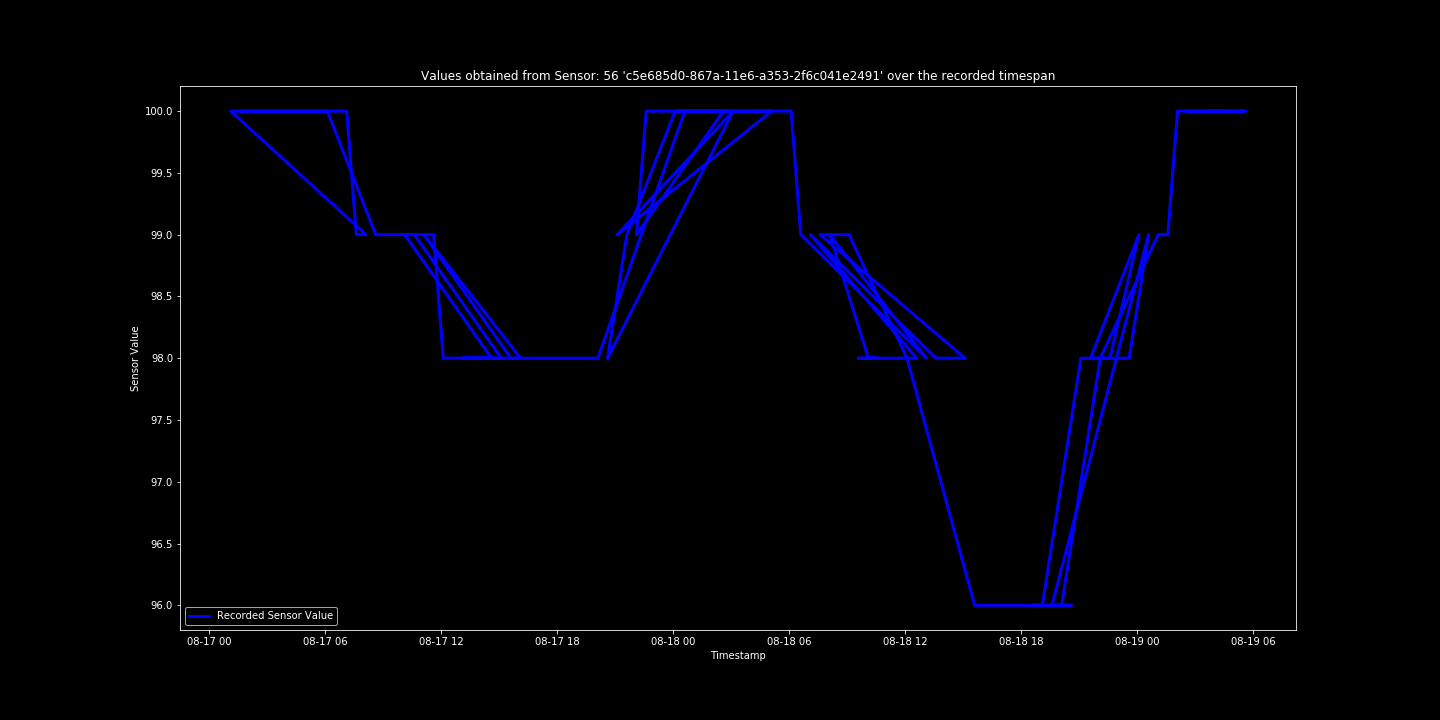 Values obtained from Sensor: 56 'c5e685d0-867a-11e6-a353-2f6c041e2491' over the recorded timespan
100.0
99.5
99.0
98.5
98.0
97.5
97.0
96.5
96.0
Sensor Value
Recorded Sensor Value
08-17 00 08-17 06 08-17 12 08-17 18 08-18 00 08-18 06 08-18 12 08-18 18 08-19 00 08-19 06
Timestamp